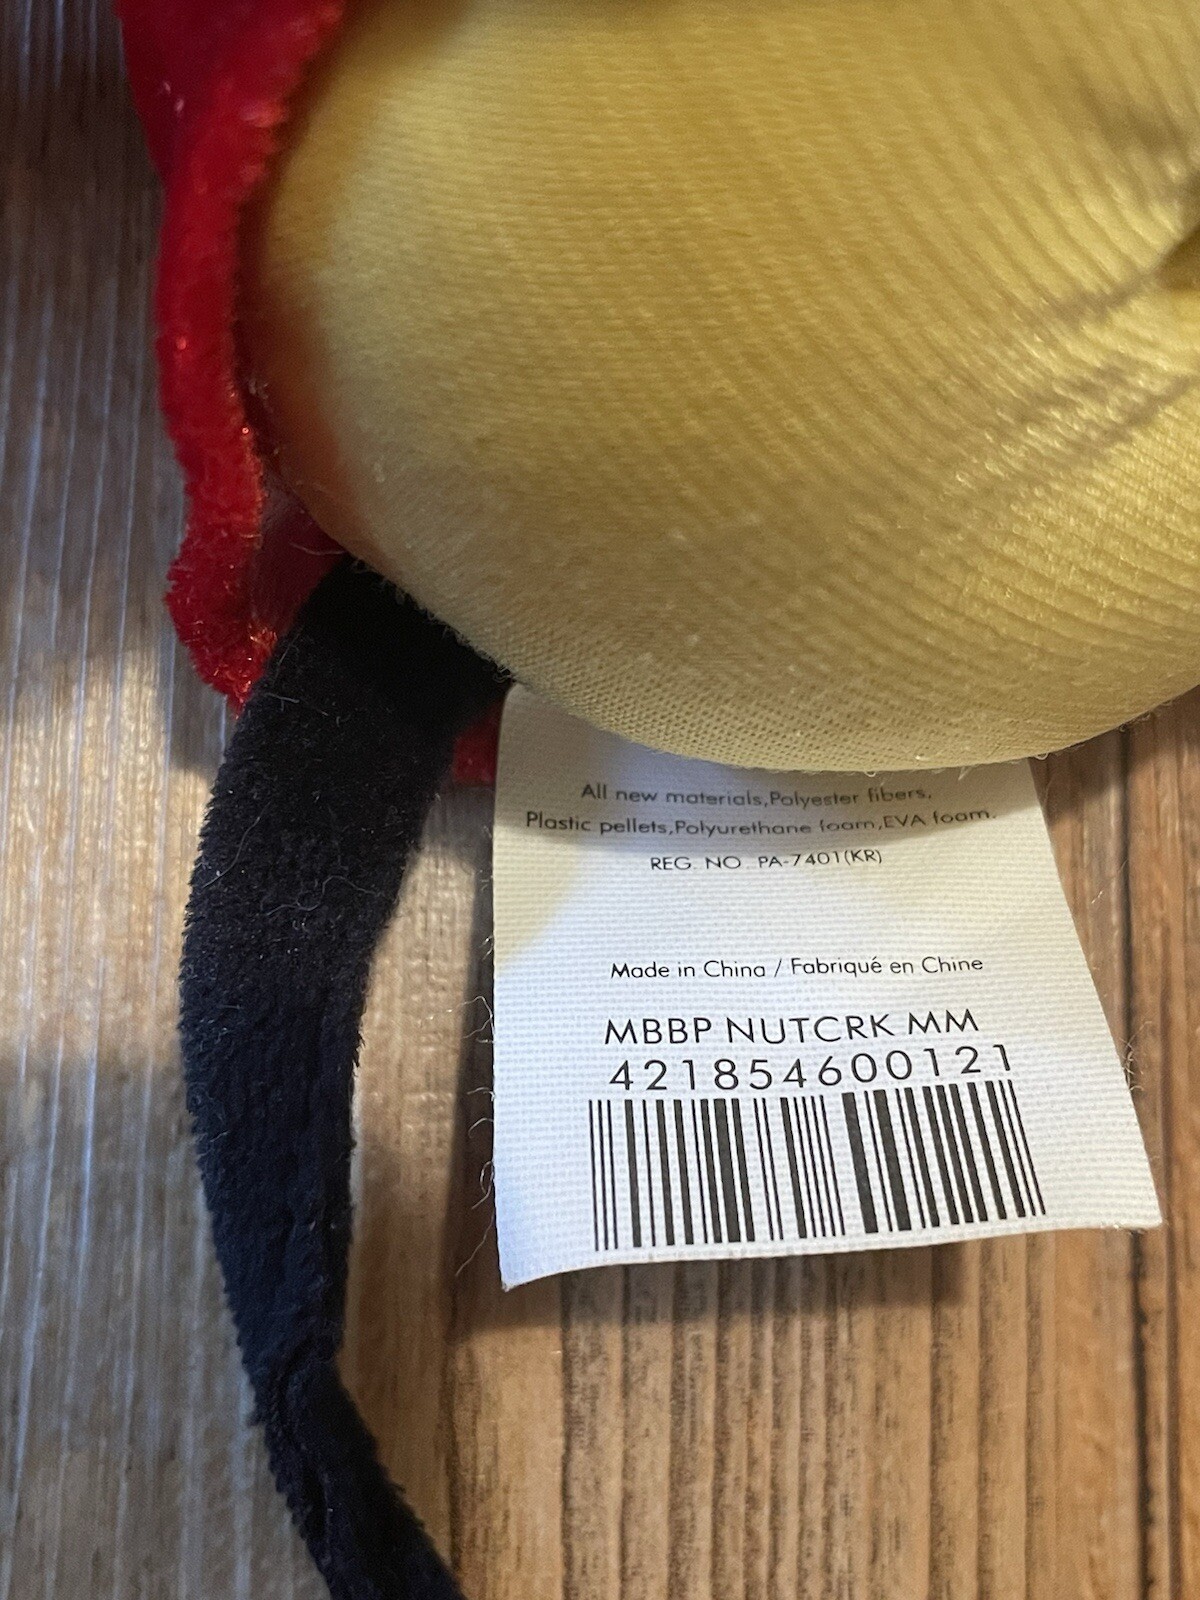 All new materials,Polyester fibers,
Plastic pellets,Polyurethane foam,EVA foam.
REG. NO. PA-7401(KR)
Made in China / Fabriqué en Chine
MBBP NUTCRK MM
421854600121